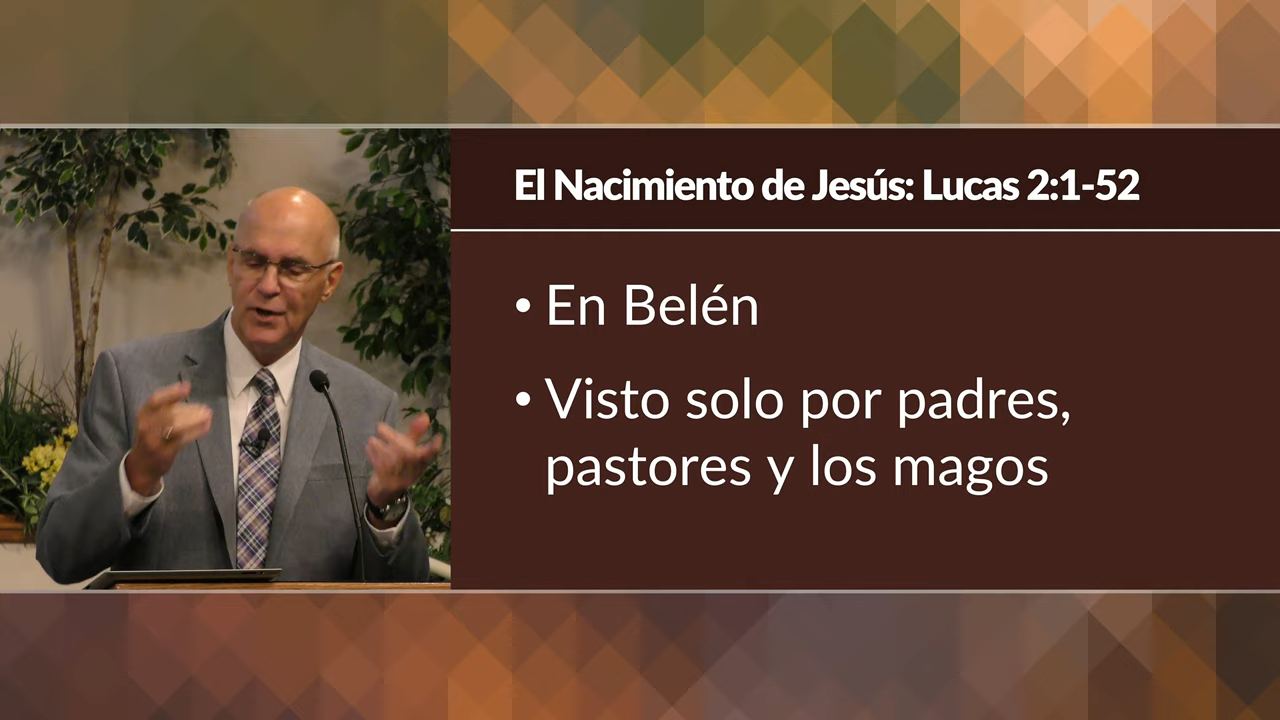 El Nacimiento de Jesús: Lucas 2:1-52
• En Belén
• Visto solo por padres,
pastores y los magos